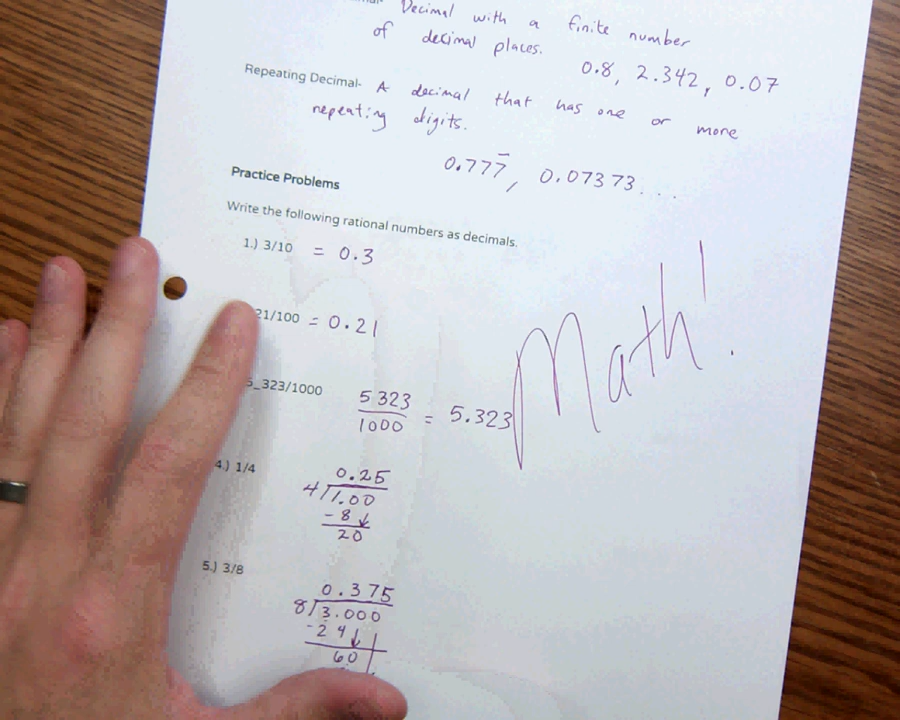 Decimal with a finite number
of decimal places.
0.8, 2.342, 0.07
Repeating Decimal- A decimal that has one or more
repeating digits.
0.777̅, 0.07373....
Practice Problems
Write the following rational numbers as decimals.
1.) 3/10 = 0.3
21/100 = 0.21
5_323/1000 5323/1000 = 5.323
Math!
4.) 1/4
0.25
4/1.00
-8↓
20
5.) 3/8
0.375
8/3.000
-24↓
60